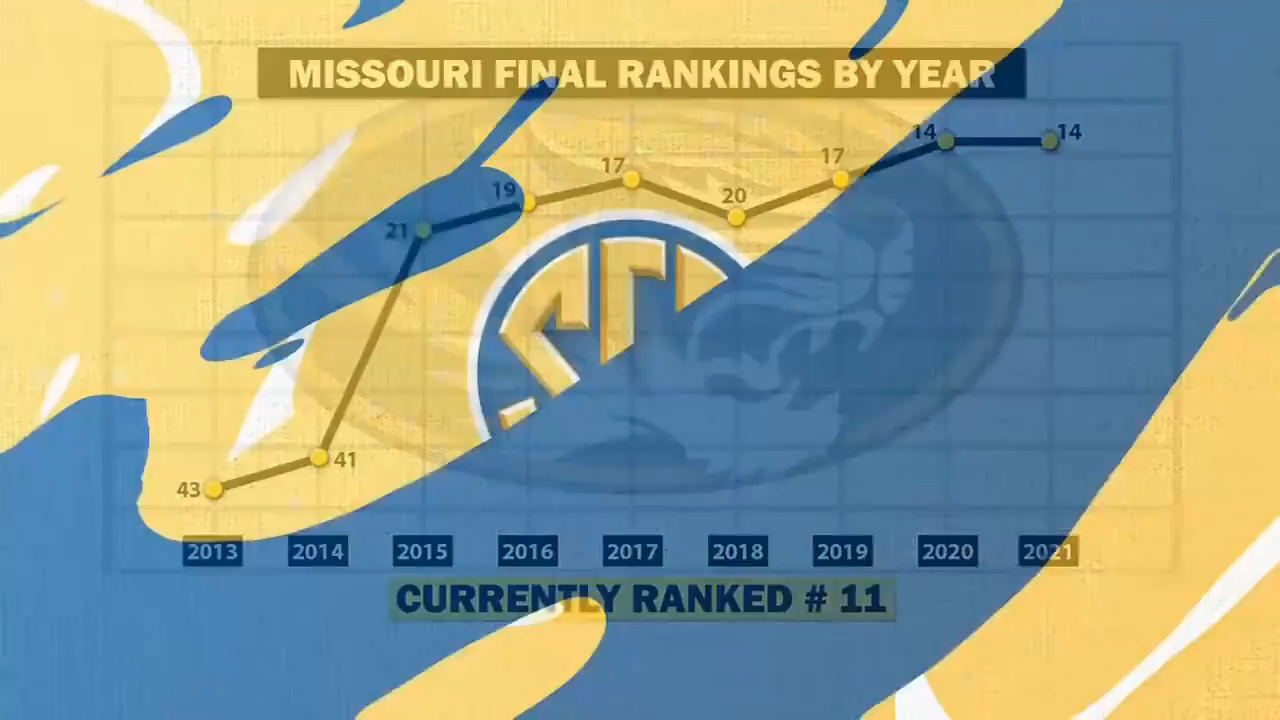 MISSOURI FINAL RANKINGS BY YEAR
14 14
17 17
19 20
21
43 41
2013 2014 2015 2016 2017 2018 2019 2020 2021
CURRENTLY RANKED # 11